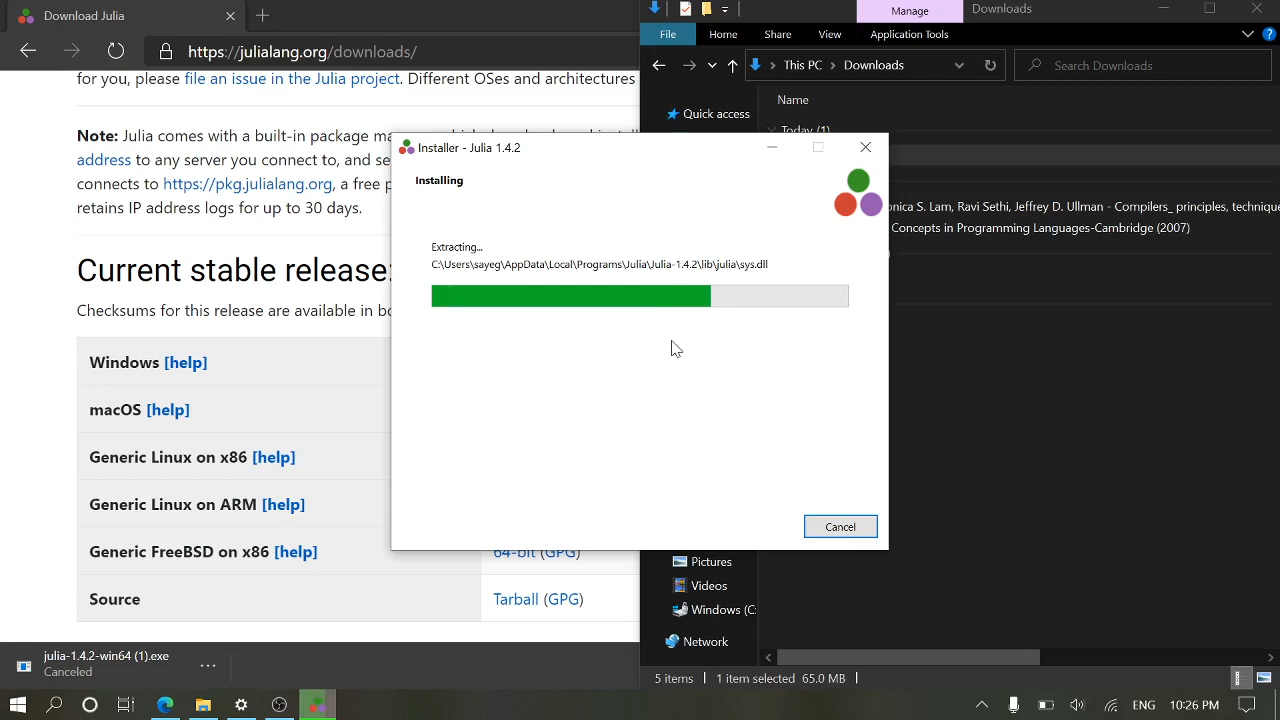 Download Julia
https://julialang.org/downloads/
for you, please file an issue in the Julia project. Different OSes and architectures
Note: Julia comes with a built-in package
address to any server you connect to, and
connects to https://pkg.julialang.org, a free
retains IP address logs for up to 30 days.
Current stable release:
Checksums for this release are available in
Windows [help]
macOS [help]
Generic Linux on x86 [help]
Generic Linux on ARM [help]
Generic FreeBSD on x86 [help]
64-bit (GPG)
Source
Tarball (GPG)
julia-1.4.2-win64 (1).exe
Canceled
Installer - Julia 1.4.2
Installing
Extracting...
C:\Users\sayeg\AppData\Local\Programs\Julia\Julia-1.4.2\lib\julia\sys.dll
Cancel
Manage
Downloads
File
Home
Share
View
Application Tools
This PC
Downloads
Search Downloads
Quick access
Name
Today (1)
S. Lam, Ravi Sethi, Jeffrey D. Ullman - Compilers_ principles, technique
Concepts in Programming Languages-Cambridge (2007)
Pictures
Videos
Windows (C:
Network
5 items
1 item selected 65.0 MB
ENG
10:26 PM